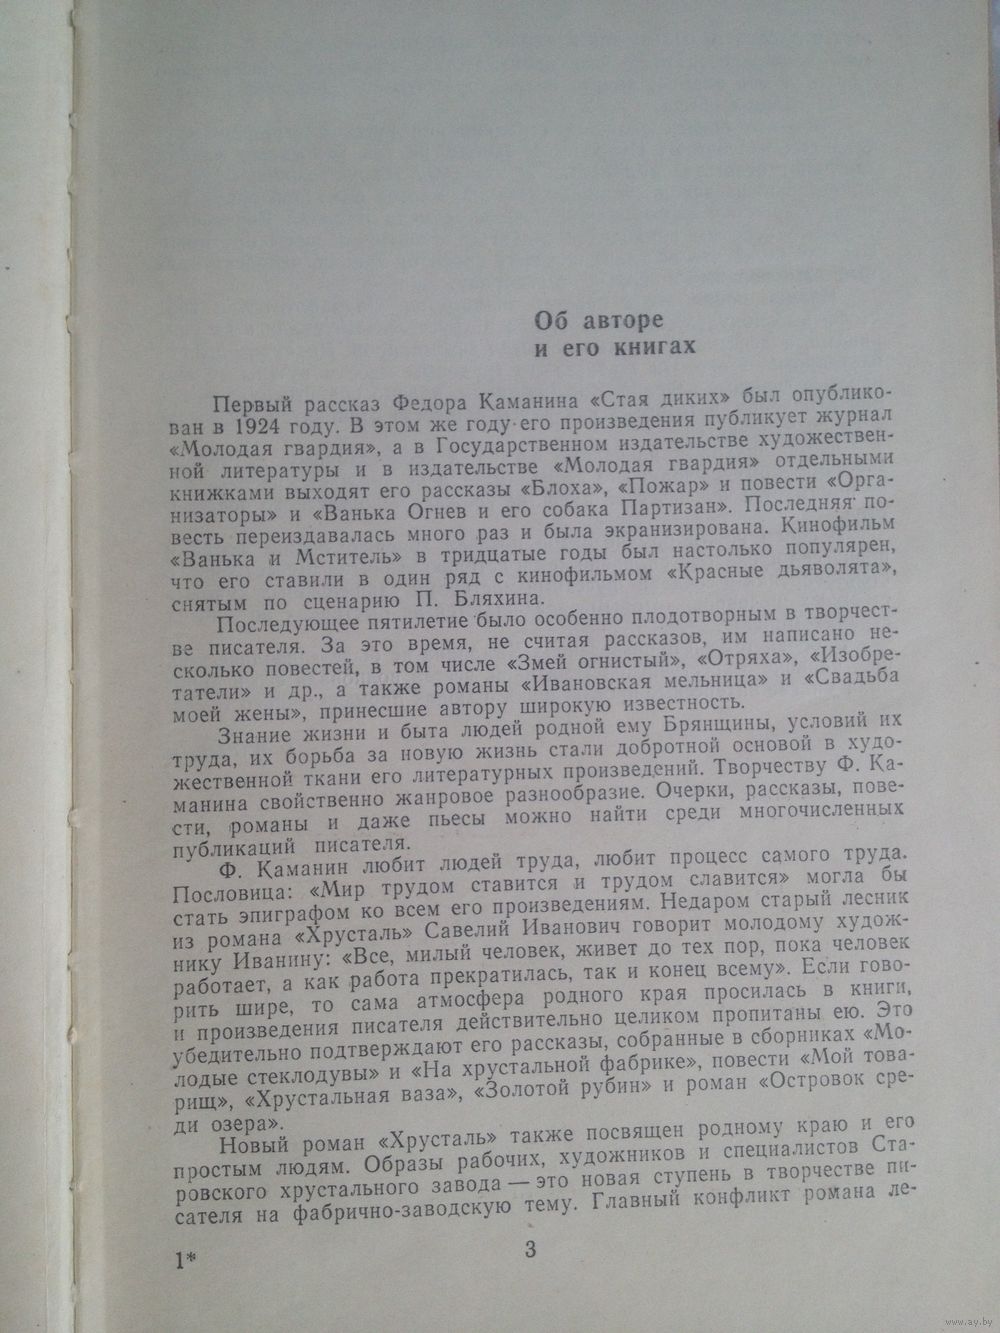 Об авторе
и его книгах
Первый рассказ Федора Каманина «Стая диких» был опублико-
ван в 1924 году. В этом же году его произведения публикует журнал
«Молодая гвардия», а в Государственном издательстве художествен-
ной литературы и в издательстве «Молодая гвардия» отдельными
книжками выходят его рассказы «Блоха», «Пожар» и повести «Орга-
низаторы» и «Ванька Огнев и его собака Партизан». Последняя по-
весть переиздавалась много раз и была экранизирована. Кинофильм
«Ванька и Мститель» в тридцатые годы был настолько популярен,
что его ставили в один ряд с кинофильмом «Красные дьяволята»,
снятым по сценарию П. Бляхина.
Последующее пятилетие было особенно плодотворным в творчест-
ве писателя. За это время, не считая рассказов, им написано не-
сколько повестей, в том числе «Змей огнистый», «Отряха», «Изобре-
татели» и др., а также романы «Ивановская мельница» и «Свадьба
моей жены», принесшие автору широкую известность.
Знание жизни и быта людей родной ему Брянщины, условий их
труда, их борьба за новую жизнь стали добротной основой в худо-
жественной ткани его литературных произведений. Творчеству Ф. Ка-
манина свойственно жанровое разнообразие. Очерки, рассказы, пове-
сти, романы и даже пьесы можно найти среди многочисленных
публикаций писателя.
Ф. Каманин любит людей труда, любит процесс самого труда.
Пословица: «Мир трудом ставится и трудом славится» могла бы
стать эпиграфом ко всем его произведениям. Недаром старый лесник
из романа «Хрусталь» Савелий Иванович говорит молодому худож-
нику Иванину: «Все, милый человек, живет до тех пор, пока человек
работает, а как работа прекратилась, так и конец всему». Если гово-
рить шире, то сама атмосфера родного края просилась в книги,
и произведения писателя действительно целиком пропитаны ею. Это
убедительно подтверждают его рассказы, собранные в сборниках «Мо-
лодые стеклодувы» и «На хрустальной фабрике», повести «Мой това-
рищ», «Хрустальная ваза», «Золотой рубин» и роман «Островок сре-
ди озера».
Новый роман «Хрусталь» также посвящен родному краю и его
простым людям. Образы рабочих, художников и специалистов Ста-
ровского хрустального завода — это новая ступень в творчестве пи-
сателя на фабрично-заводскую тему. Главный конфликт романа ле-
1*
3
www.ay.by